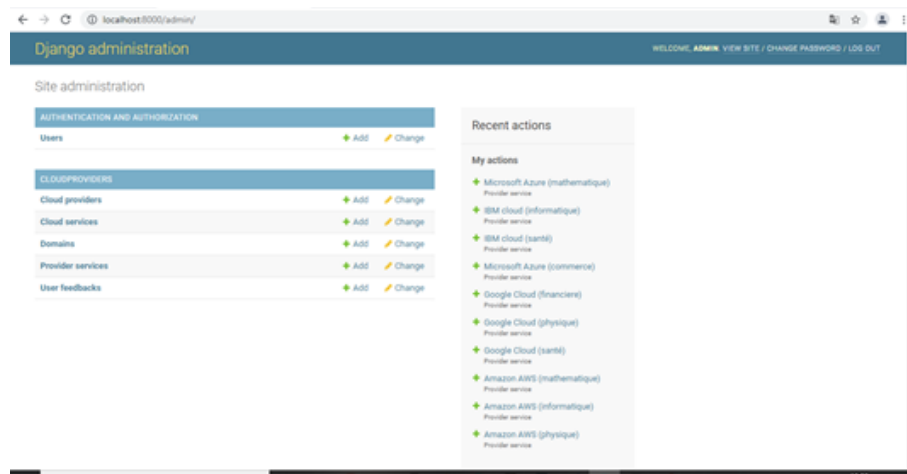 localhost:8000/admin/
Django administration
WELCOME, ADMIN. VIEW SITE / CHANGE PASSWORD / LOG OUT
Site administration
AUTHENTICATION AND AUTHORIZATION
Users Add Change
CLOUDPROVIDERS
Cloud providers Add Change
Cloud services Add Change
Domains Add Change
Provider services Add Change
User feedbacks Add Change
Recent actions
My actions
Microsoft Azure (mathematique)
Provider service
IBM cloud (informatique)
Provider service
IBM cloud (santé)
Provider service
Microsoft Azure (commerce)
Provider service
Google Cloud (financiere)
Provider service
Google Cloud (physique)
Provider service
Google Cloud (santé)
Provider service
Amazon AWS (mathematique)
Provider service
Amazon AWS (informatique)
Provider service
Amazon AWS (physique)
Provider service